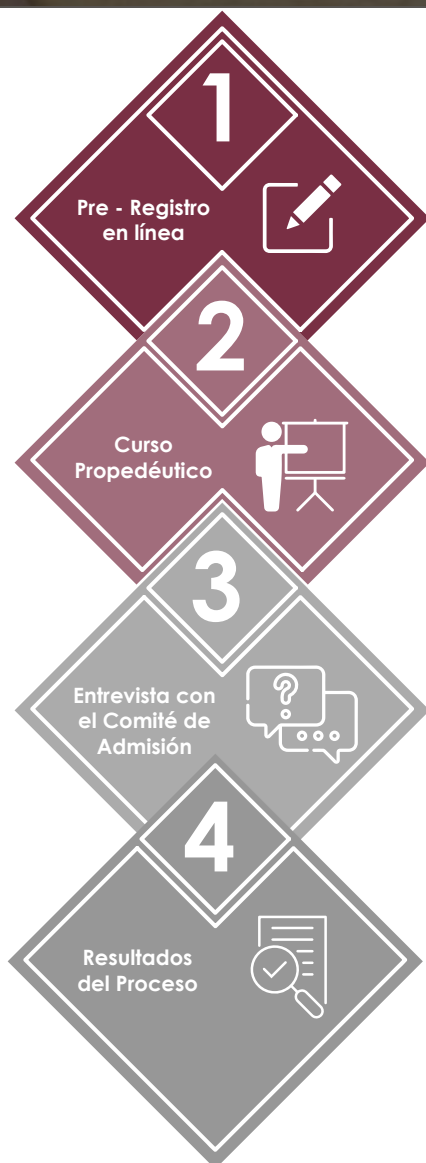 1
Pre - Registro
en línea
2
Curso
Propedéutico
3
Entrevista con
el Comité de
Admisión
4
Resultados
del Proceso